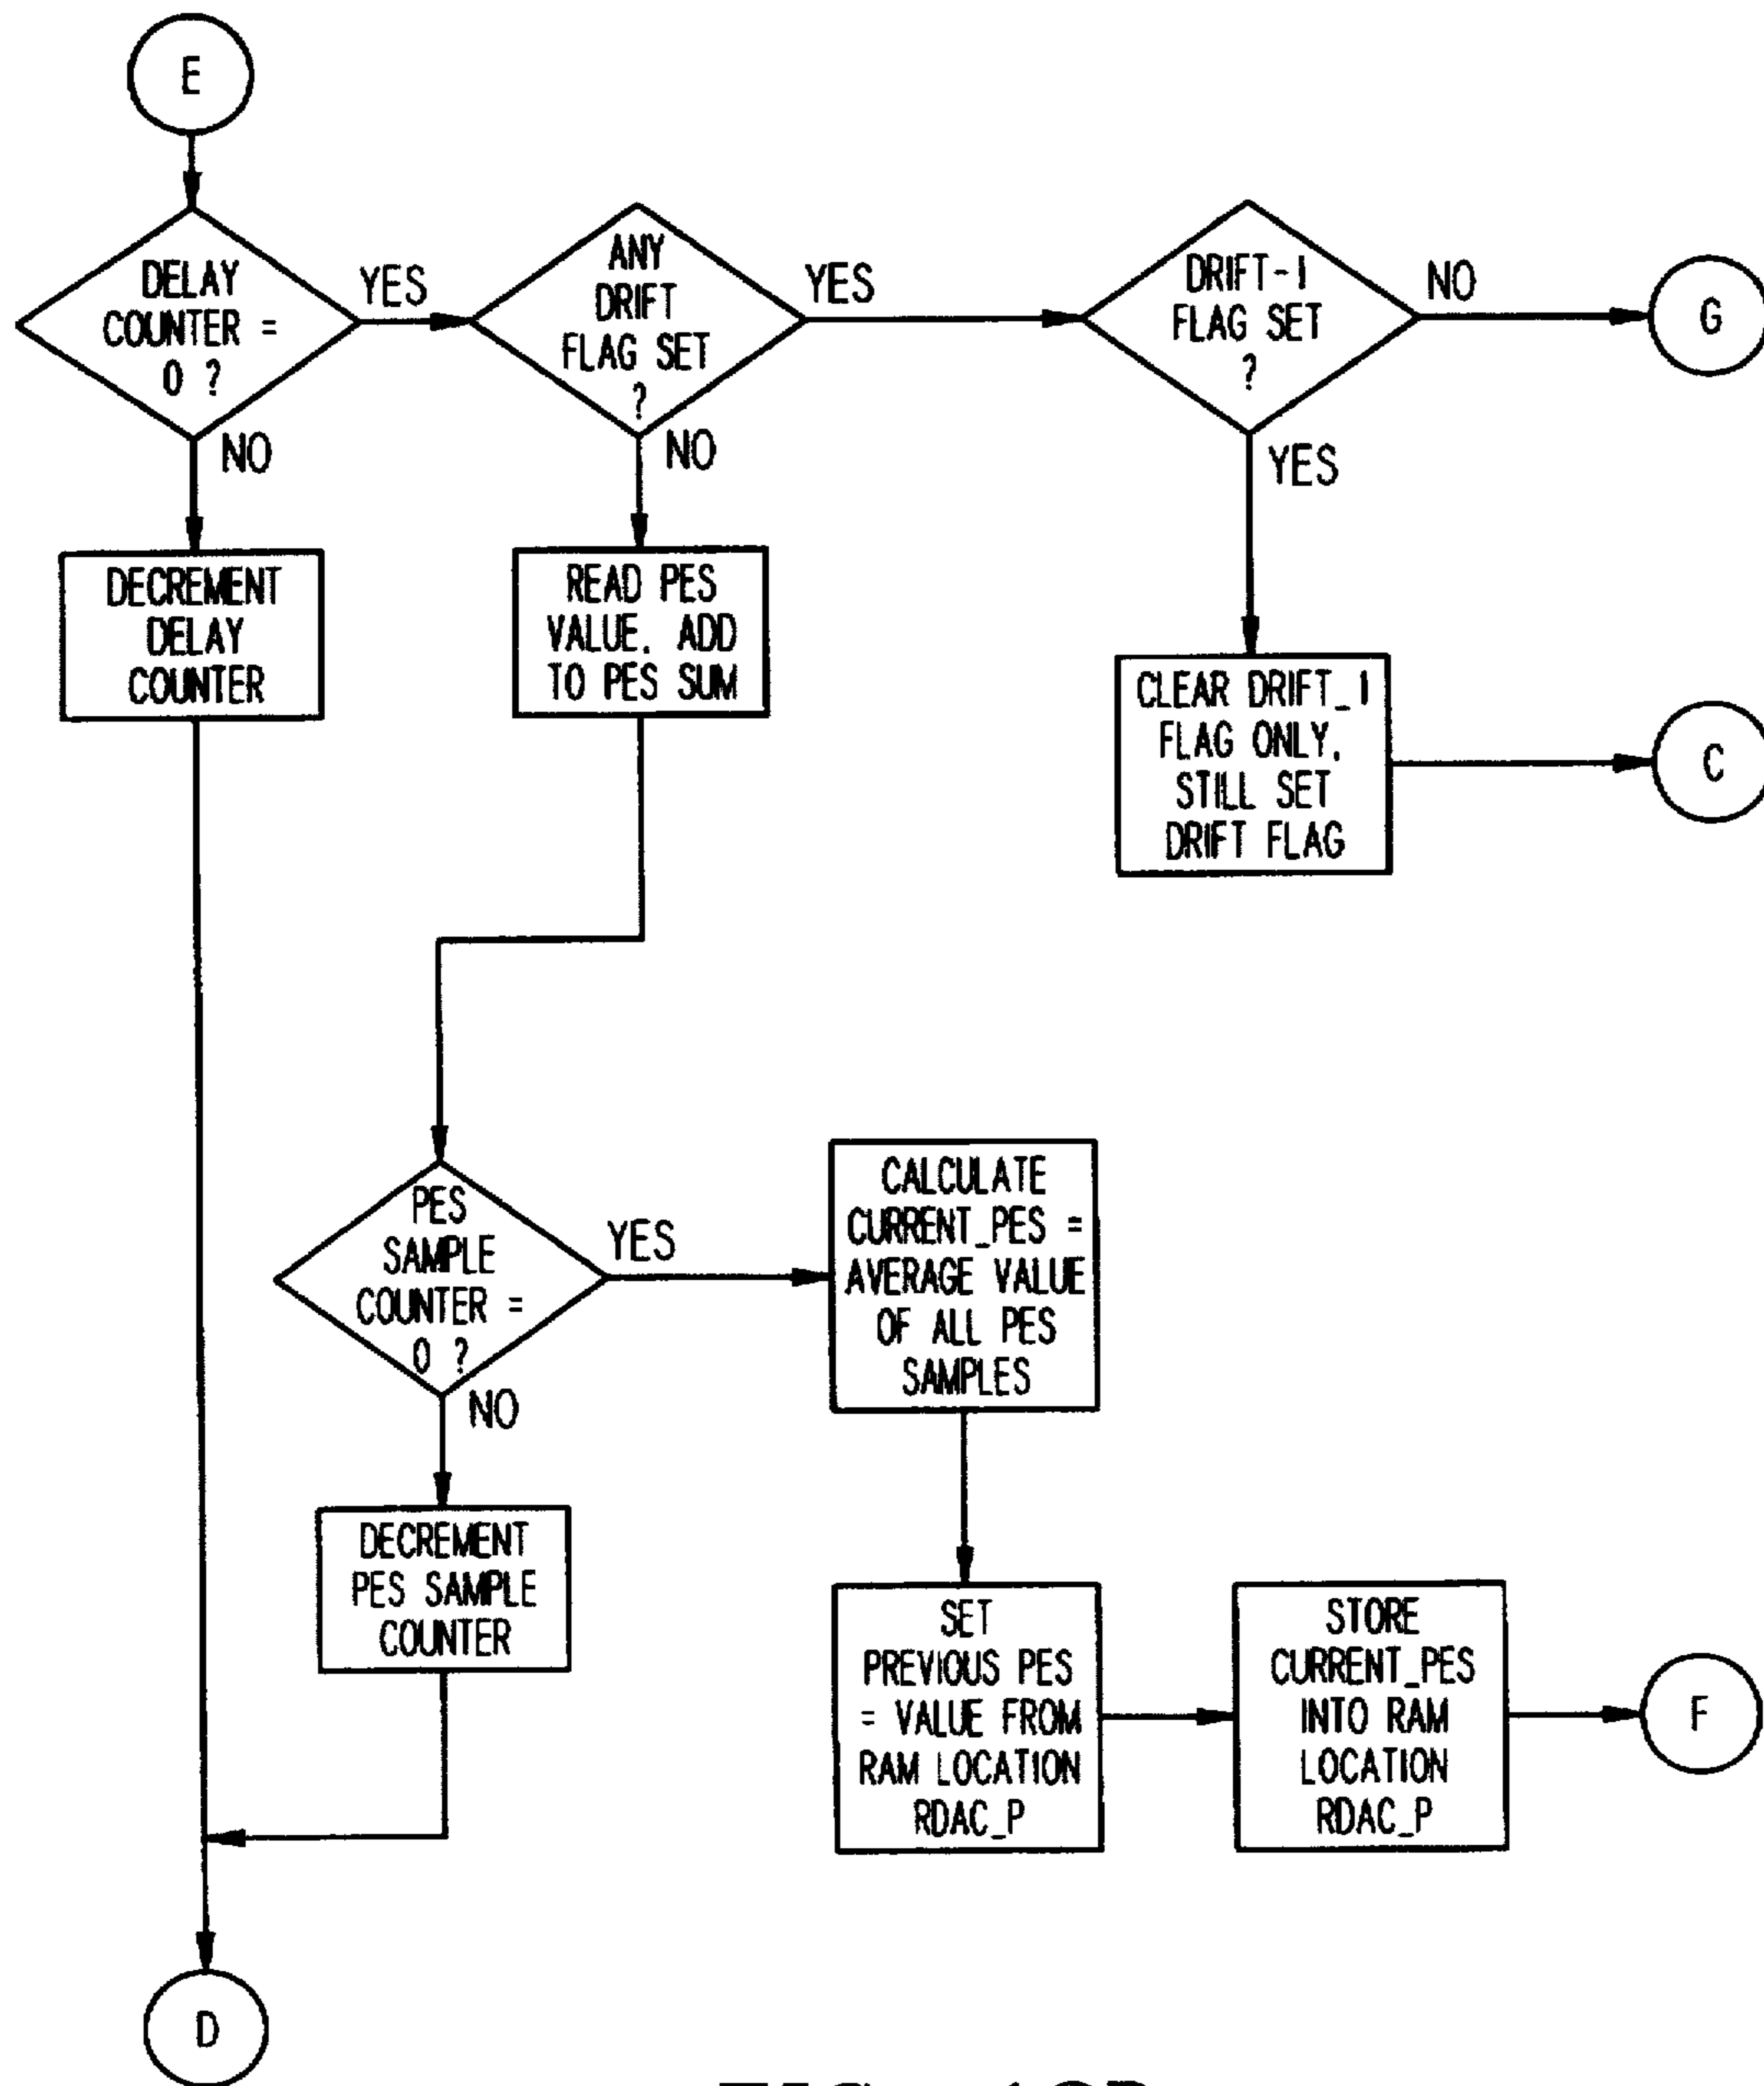 E
DELAY
COUNTER =
0 ?
YES
NO
ANY
DRIFT
FLAG SET
?
YES
NO
DRIFT-1
FLAG SET
?
NO
YES
G
DECREMENT
DELAY
COUNTER
READ PES
VALUE, ADD
TO PES SUM
CLEAR DRIFT_1
FLAG ONLY,
STILL SET
DRIFT FLAG
C
PES
SAMPLE
COUNTER =
0 ?
YES
NO
CALCULATE
CURRENT_PES =
AVERAGE VALUE
OF ALL PES
SAMPLES
DECREMENT
PES SAMPLE
COUNTER
SET
PREVIOUS PES
= VALUE FROM
RAM LOCATION
RDAC_P
STORE
CURRENT_PES
INTO RAM
LOCATION
RDAC_P
F
D